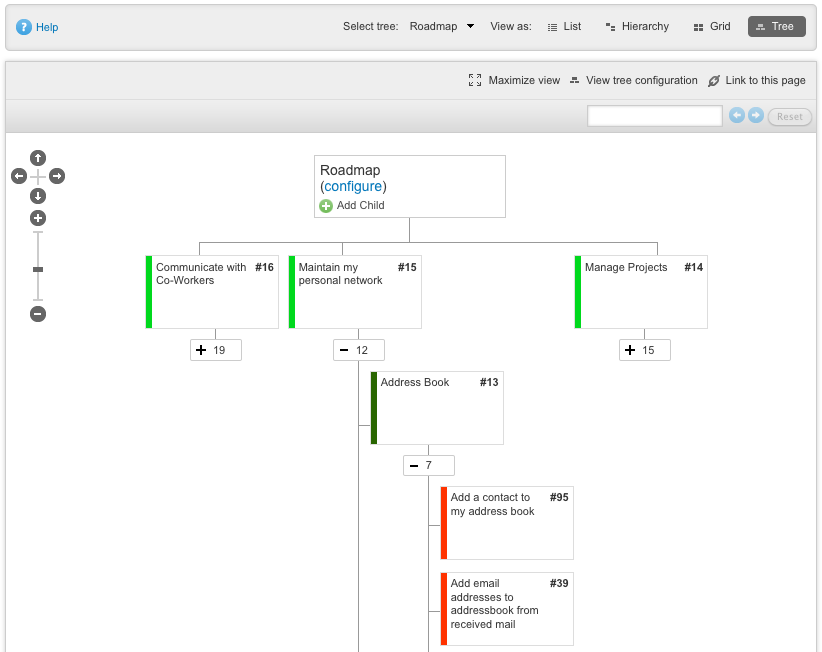 ? Help
Select tree: Roadmap View as: List Hierarchy Grid Tree
Maximize view View tree configuration Link to this page
Reset
Roadmap
(configure)
Add Child
Communicate with #16
Co-Workers
Maintain my #15
personal network
Manage Projects #14
19
12
15
Address Book #13
7
Add a contact to #95
my address book
Add email #39
addresses to
addressbook from
received mail